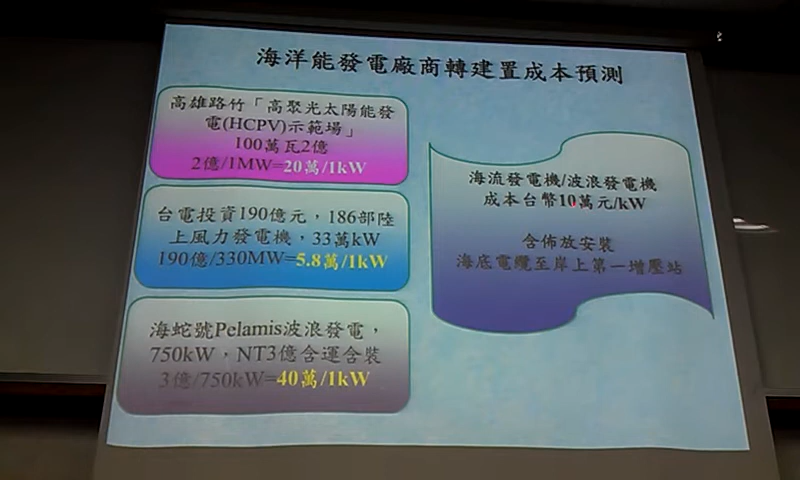 海洋能發電廠商轉建置成本預測
高雄路竹「高聚光太陽能發
電(HCPV)示範場」
100萬瓦2億
2億/1MW=20萬/1kW
台電投資190億元，186部陸
上風力發電機，33萬kW
190億/330MW=5.8萬/1kW
海蛇號Pelamis波浪發電，
750kW，NT3億含運含裝
3億/750kW=40萬/1kW
海流發電機/波浪發電機
成本台幣10萬元/kW
含佈放安裝
海底電纜至岸上第一增壓站